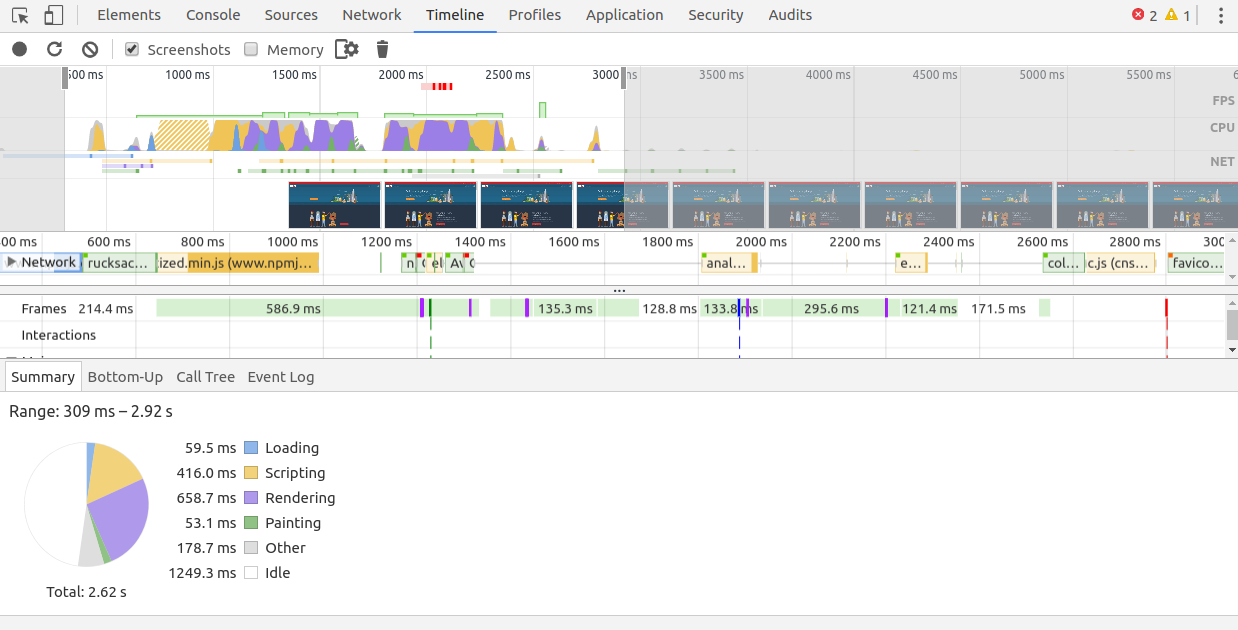 Elements Console Sources Network Timeline Profiles Application Security Audits 2 1
Screenshots Memory
500 ms 1000 ms 1500 ms 2000 ms 2500 ms 3000 ms 3500 ms 4000 ms 4500 ms 5000 ms 5500 ms 6
FPS
CPU
NET
00 ms 600 ms 800 ms 1000 ms 1200 ms 1400 ms 1600 ms 1800 ms 2000 ms 2200 ms 2400 ms 2600 ms 2800 ms 300
Network rucksac... ized.min.js (www.npmj... n el anal... e... col... c.js (cns... favico...
...
Frames 214.4 ms 586.9 ms 135.3 ms 128.8 ms 133.8 ms 295.6 ms 121.4 ms 171.5 ms
Interactions
Summary Bottom-Up Call Tree Event Log
Range: 309 ms – 2.92 s
59.5 ms Loading
416.0 ms Scripting
658.7 ms Rendering
53.1 ms Painting
178.7 ms Other
1249.3 ms Idle
Total: 2.62 s